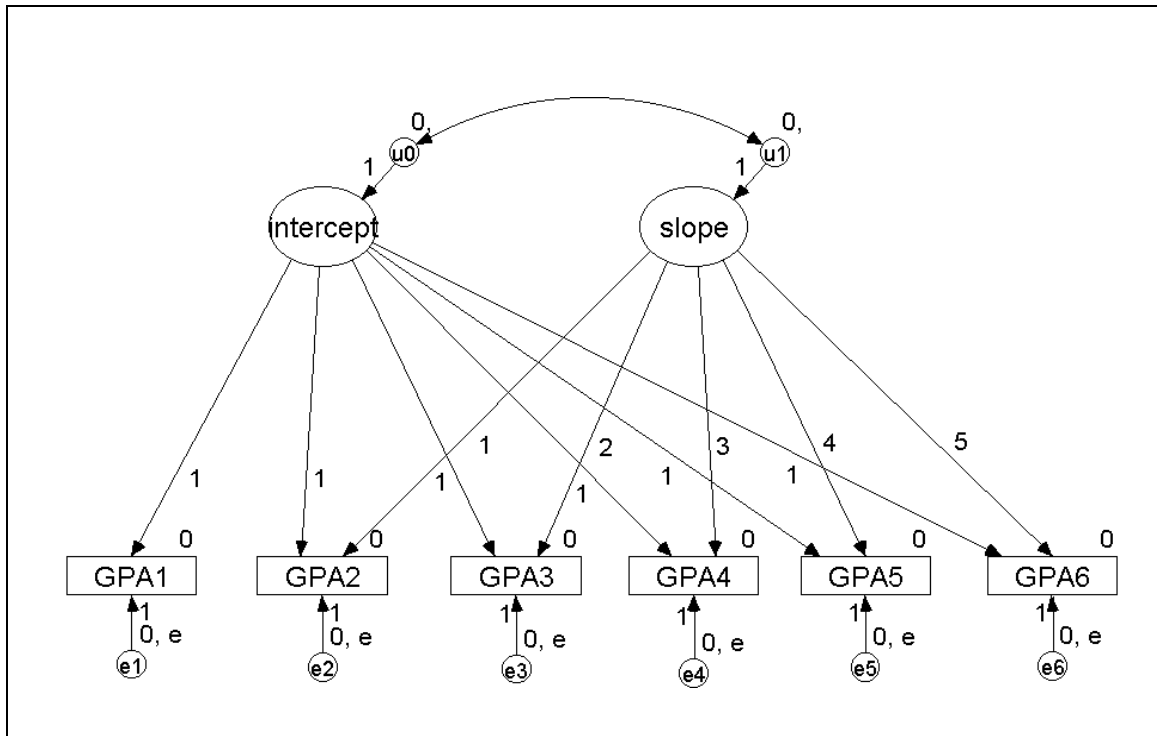 0, 0,
u0 u1
1 1
intercept slope
1 2 3 4 5
1 1 1 1 1 1
0 0 0 0 0 0
GPA1 GPA2 GPA3 GPA4 GPA5 GPA6
1 1 1 1 1 1
0, e 0, e 0, e 0, e 0, e 0, e
e1 e2 e3 e4 e5 e6